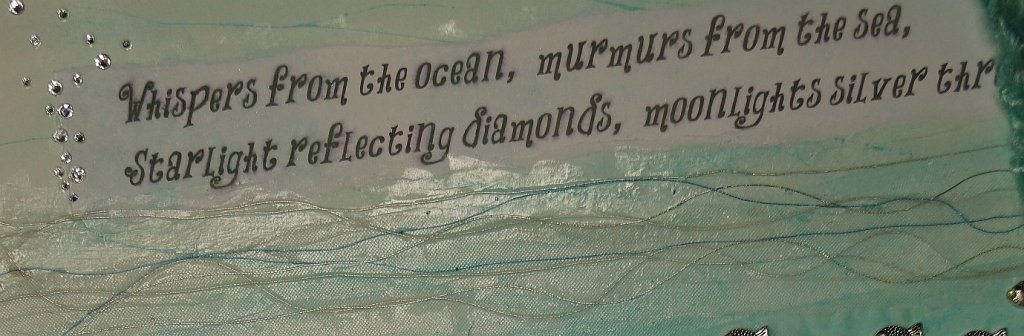 Whispers from the ocean, murmurs from the sea,
Starlight reflecting diamonds, moonlights silver